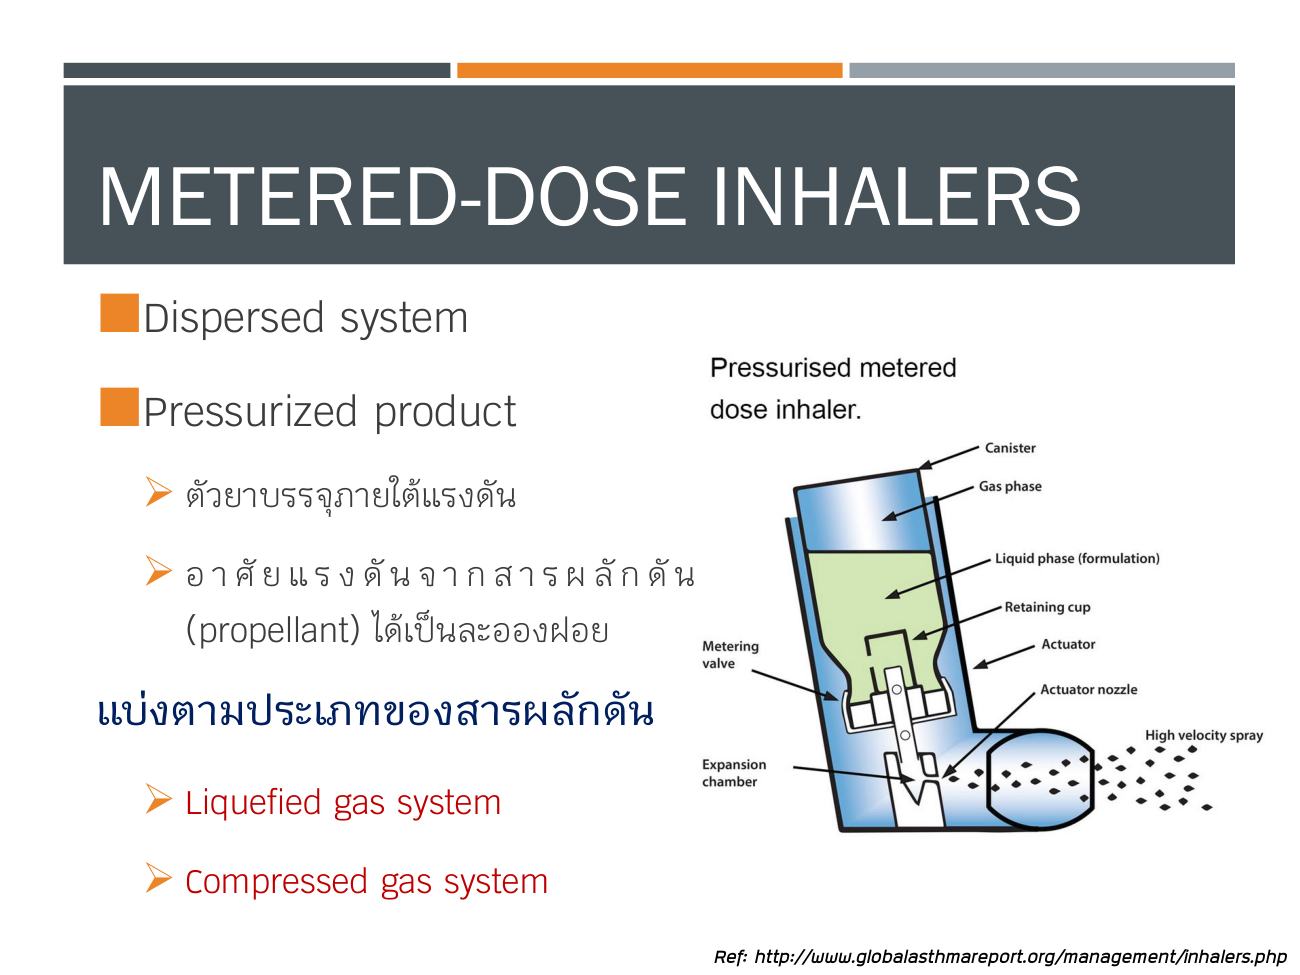 METERED-DOSE INHALERS
Dispersed system
Pressurized product
ตัวยาบรรจุภายใต้แรงดัน
อาศัยแรงดันจากสารผลักดัน
(propellant) ได้เป็นละอองฝอย
แบ่งตามประเภทของสารผลักดัน
Liquefied gas system
Compressed gas system
Pressurised metered
dose inhaler.
Canister
Gas phase
Liquid phase (formulation)
Retaining cup
Actuator
Metering
valve
Actuator nozzle
High velocity spray
Expansion
chamber
Ref: http://www.globalasthmareport.org/management/inhalers.php